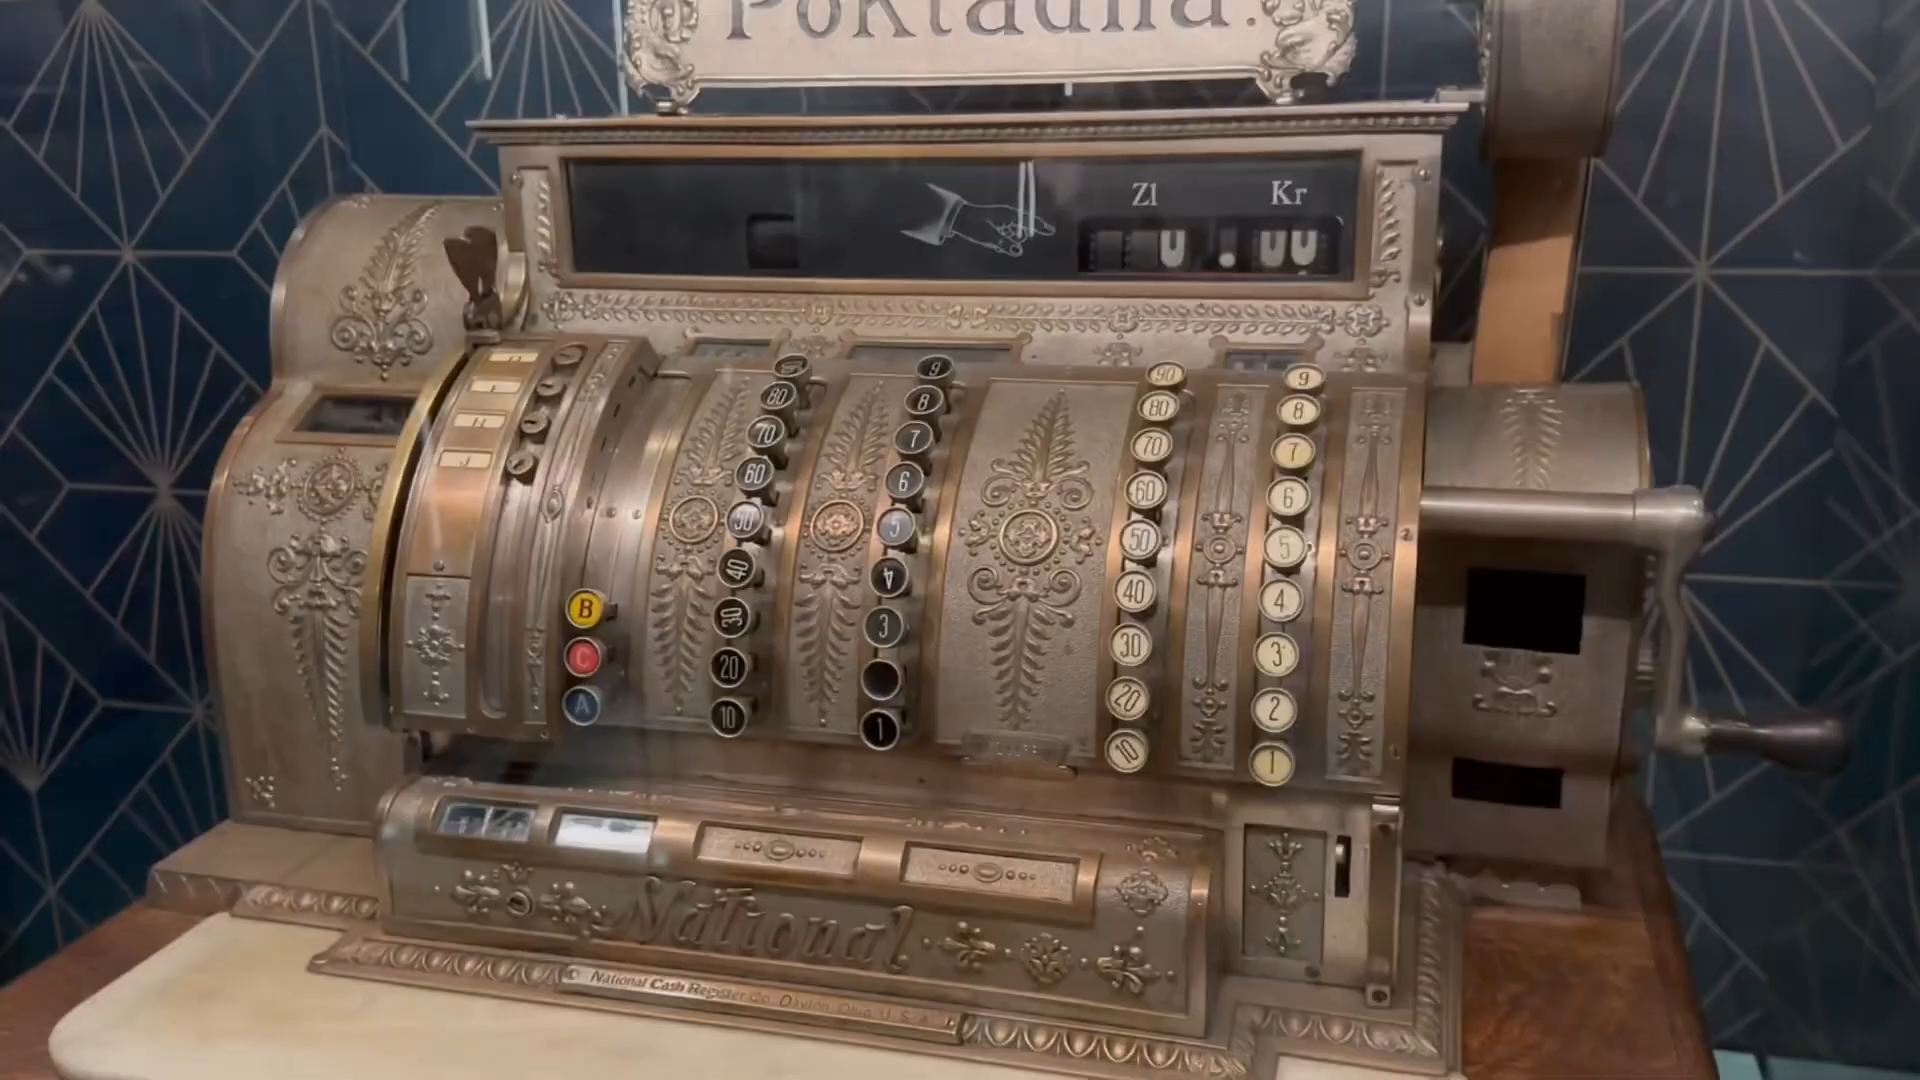 Pokladna.
Zl Kr
0.00
90 9 90 9
80 8 80 8
70 7 70 7
60 6 60 6
50 5 50 5
40 4 40 4
B 30 3 30 3
C 20 20 2
A 10 1 10 1
National
National Cash Register Co. Dayton, Ohio, U.S.A.